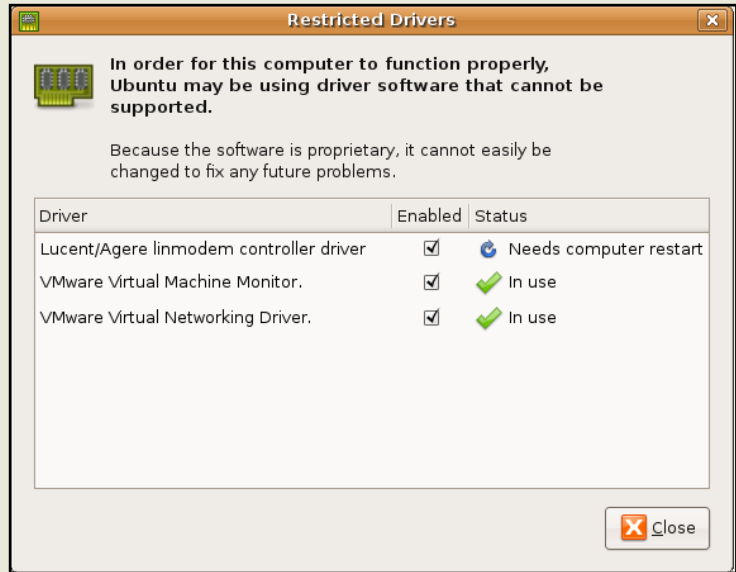 Restricted Drivers
In order for this computer to function properly,
Ubuntu may be using driver software that cannot be
supported.
Because the software is proprietary, it cannot easily be
changed to fix any future problems.
Driver Enabled Status
Lucent/Agere linmodem controller driver Needs computer restart
VMware Virtual Machine Monitor. In use
VMware Virtual Networking Driver. In use
Close